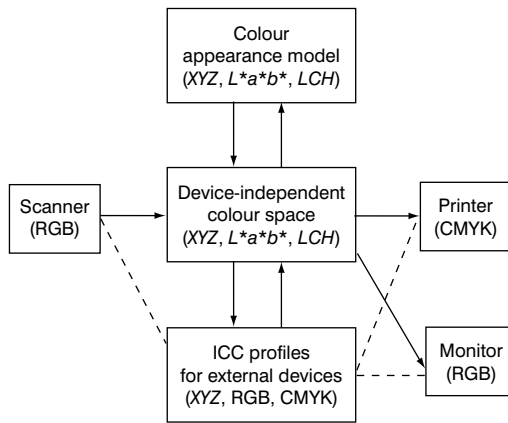 Colour
appearance model
(XYZ, L*a*b*, LCH)
Scanner
(RGB)
Device-independent
colour space
(XYZ, L*a*b*, LCH)
Printer
(CMYK)
ICC profiles
for external devices
(XYZ, RGB, CMYK)
Monitor
(RGB)